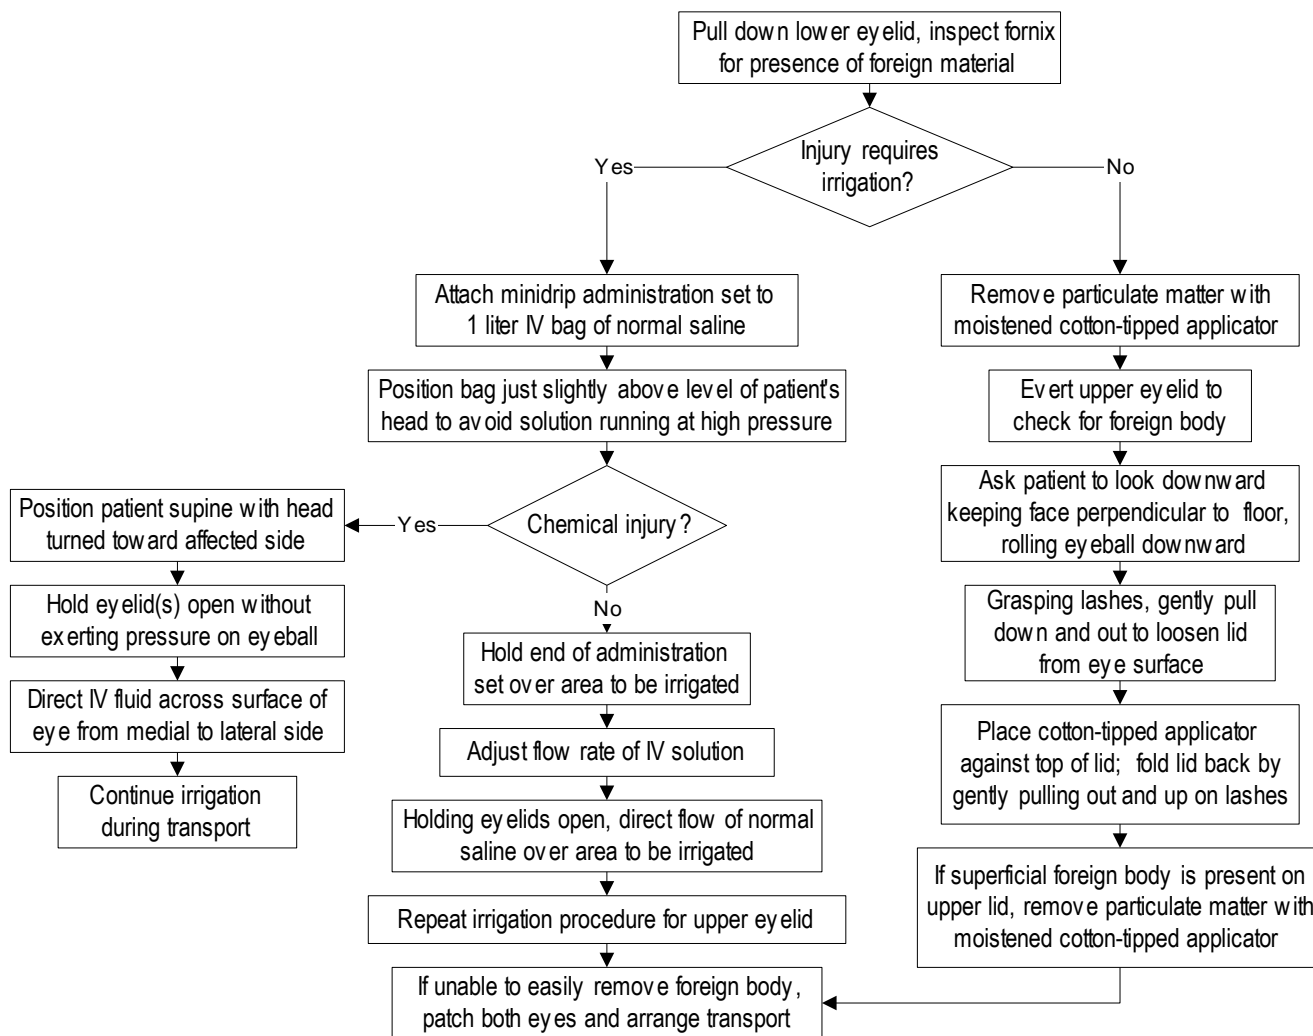 Pull down lower eyelid, inspect fornix
for presence of foreign material
Injury requires
irrigation?
Yes
No
Attach minidrip administration set to
1 liter IV bag of normal saline
Position bag just slightly above level of patient's
head to avoid solution running at high pressure
Chemical injury?
Yes
Position patient supine with head
turned toward affected side
Hold eyelid(s) open without
exerting pressure on eyeball
Direct IV fluid across surface of
eye from medial to lateral side
Continue irrigation
during transport
No
Hold end of administration
set over area to be irrigated
Adjust flow rate of IV solution
Holding eyelids open, direct flow of normal
saline over area to be irrigated
Repeat irrigation procedure for upper eyelid
If unable to easily remove foreign body,
patch both eyes and arrange transport
Remove particulate matter with
moistened cotton-tipped applicator
Evert upper eyelid to
check for foreign body
Ask patient to look downward
keeping face perpendicular to floor,
rolling eyeball downward
Grasping lashes, gently pull
down and out to loosen lid
from eye surface
Place cotton-tipped applicator
against top of lid; fold lid back by
gently pulling out and up on lashes
If superficial foreign body is present on
upper lid, remove particulate matter with
moistened cotton-tipped applicator